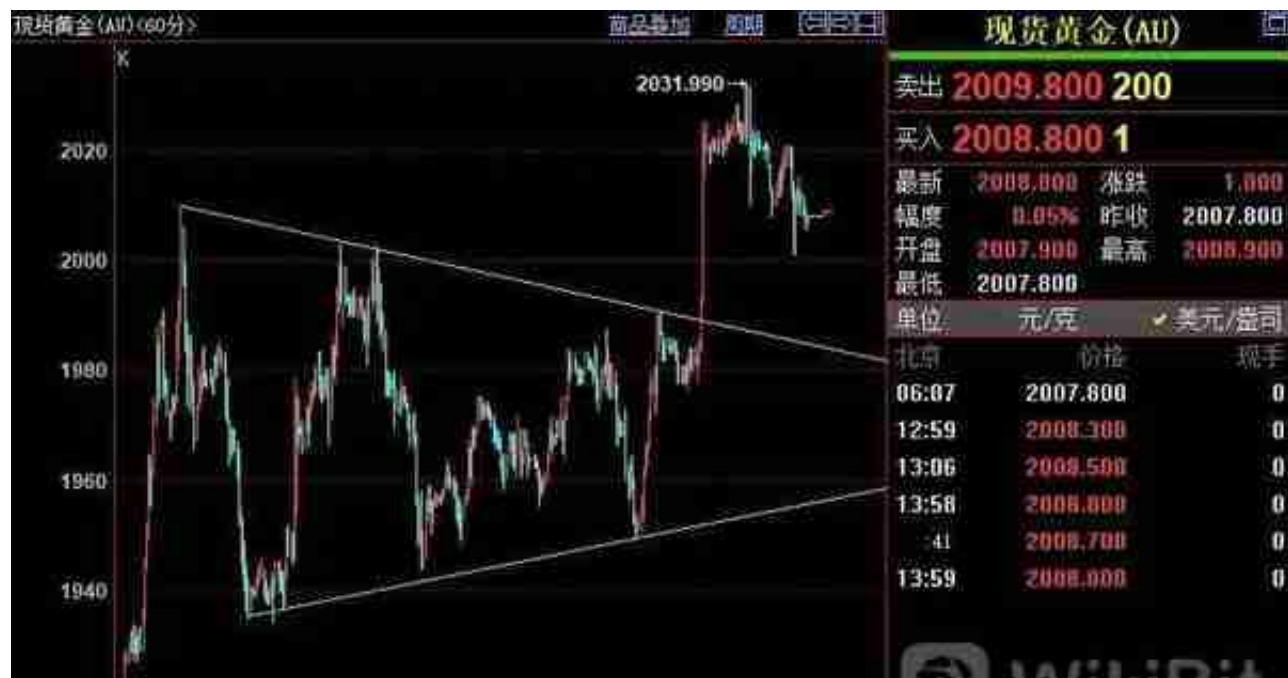 现货黄金(AU)<60分> 商品叠加 周期
K
2031.990
2020
2000
1980
1960
1940
现货黄金(AU)
卖出 2009.800 200
买入 2008.800 1
最新 2008.800 涨跌 1.000
幅度 0.05% 昨收 2007.800
开盘 2007.900 最高 2008.900
最低 2007.800
单位 元/克 ✓美元/盎司
北京 价格 现手
06:07 2007.800 0
12:59 2008.300 0
13:06 2008.500 0
13:58 2008.800 0
:41 2008.700 0
13:59 2008.800 0
WikiBit